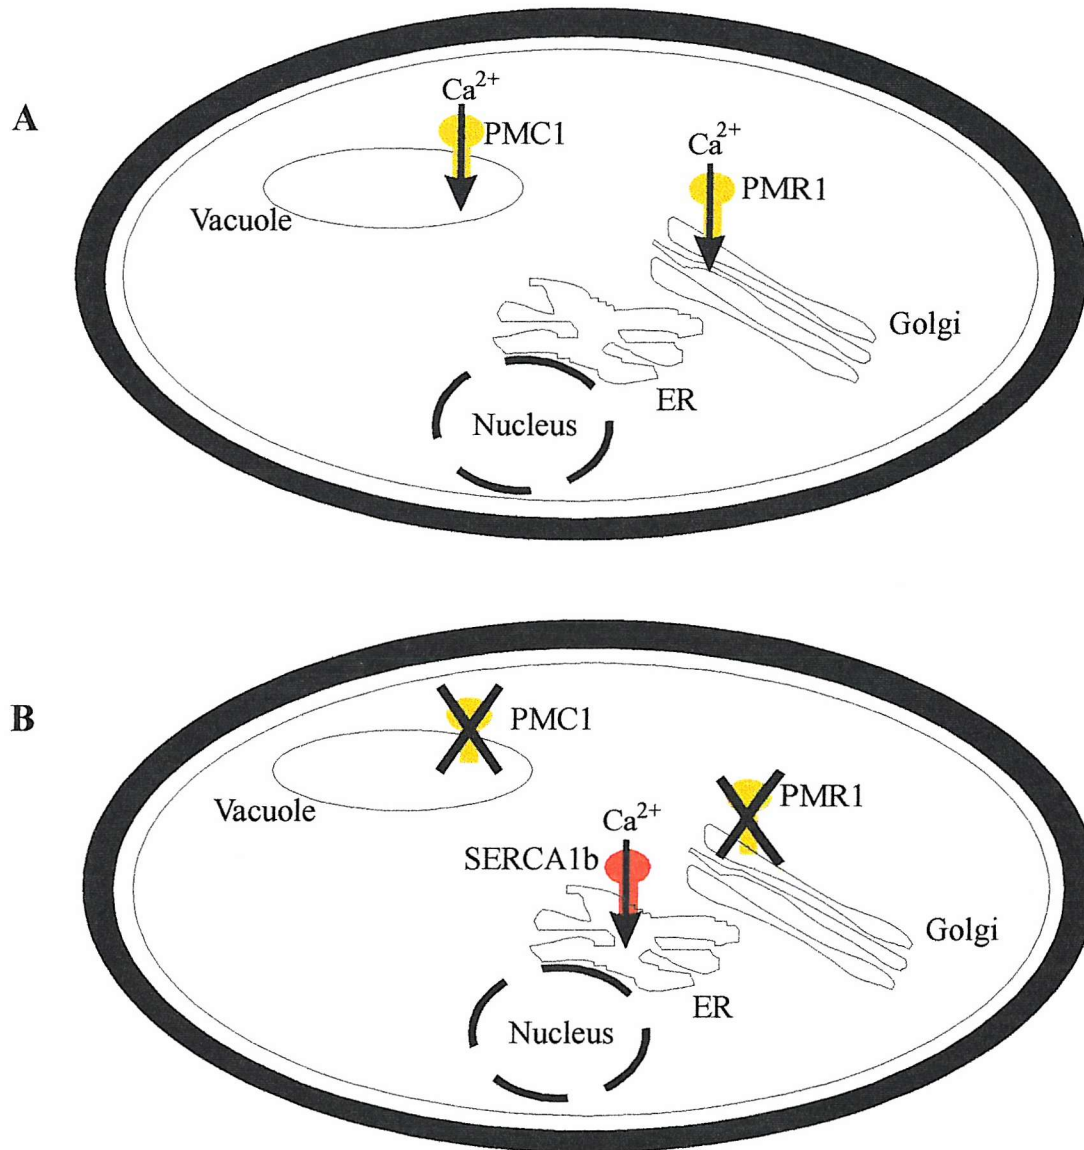 A
Ca²⁺
PMC1
Ca²⁺
PMR1
Vacuole
Golgi
ER
Nucleus
B
PMC1
PMR1
Vacuole
Ca²⁺
SERCA1b
Golgi
ER
Nucleus